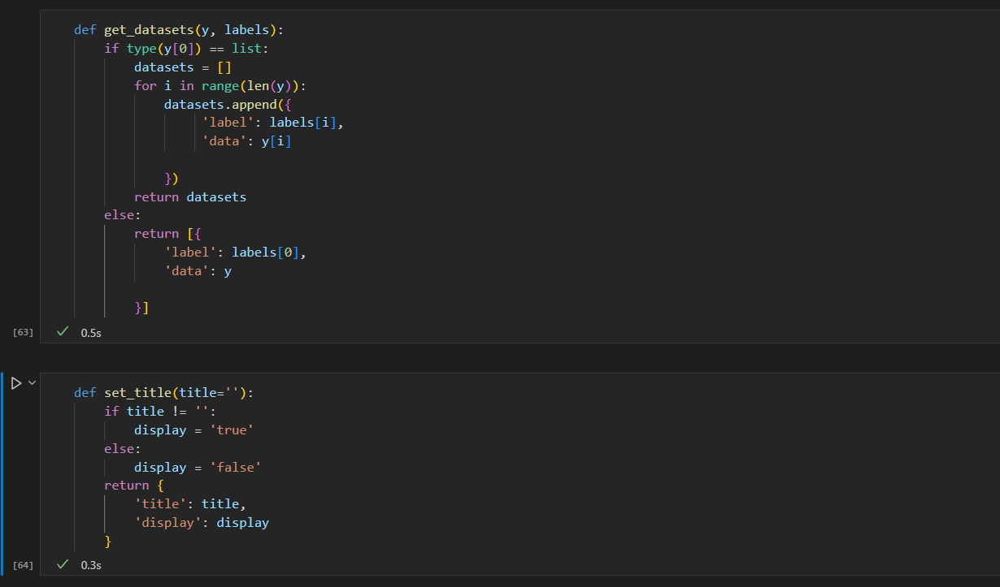 def get_datasets(y, labels):
    if type(y[0]) == list:
        datasets = []
        for i in range(len(y)):
            datasets.append({
                 'label': labels[i],
                 'data': y[i]
            })
        return datasets
    else:
        return [{
            'label': labels[0],
            'data': y
        }]
[63] ✓ 0.5s
def set_title(title=''):
    if title != '':
        display = 'true'
    else:
        display = 'false'
    return {
        'title': title,
        'display': display
    }
[64] ✓ 0.3s